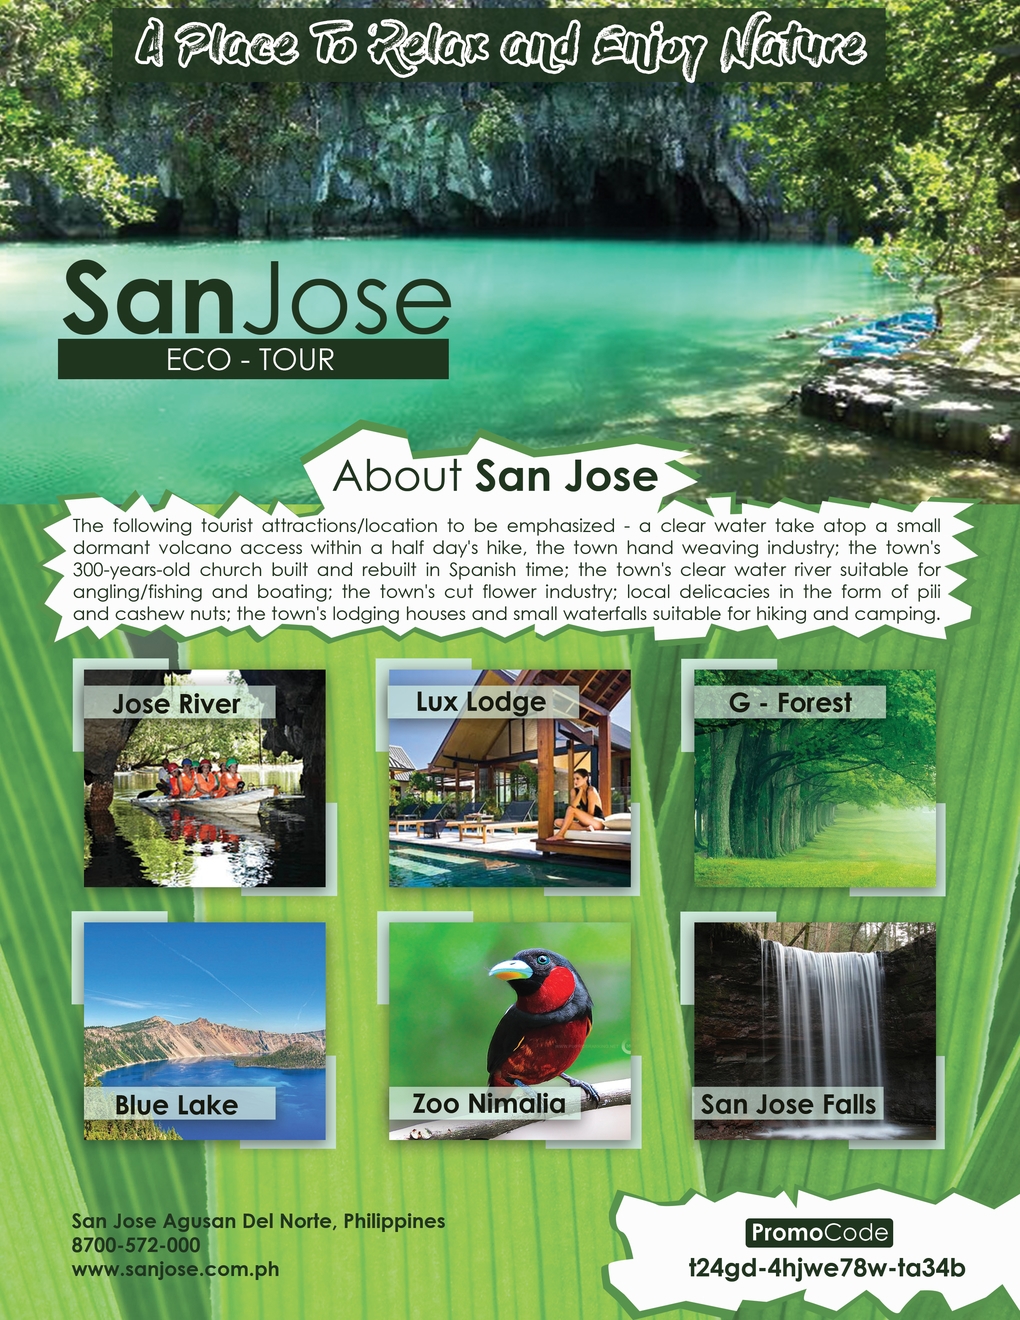 A Place To Relax and Enjoy Nature
SanJose
ECO - TOUR
About San Jose
The following tourist attractions/location to be emphasized - a clear water take atop a small
dormant volcano access within a half day's hike, the town hand weaving industry; the town's
300-years-old church built and rebuilt in Spanish time; the town's clear water river suitable for
angling/fishing and boating; the town's cut flower industry; local delicacies in the form of pili
and cashew nuts; the town's lodging houses and small waterfalls suitable for hiking and camping.
Jose River
Lux Lodge
G - Forest
Blue Lake
Zoo Nimalia
San Jose Falls
San Jose Agusan Del Norte, Philippines
8700-572-000
www.sanjose.com.ph
PromoCode
t24gd-4hjwe78w-ta34b